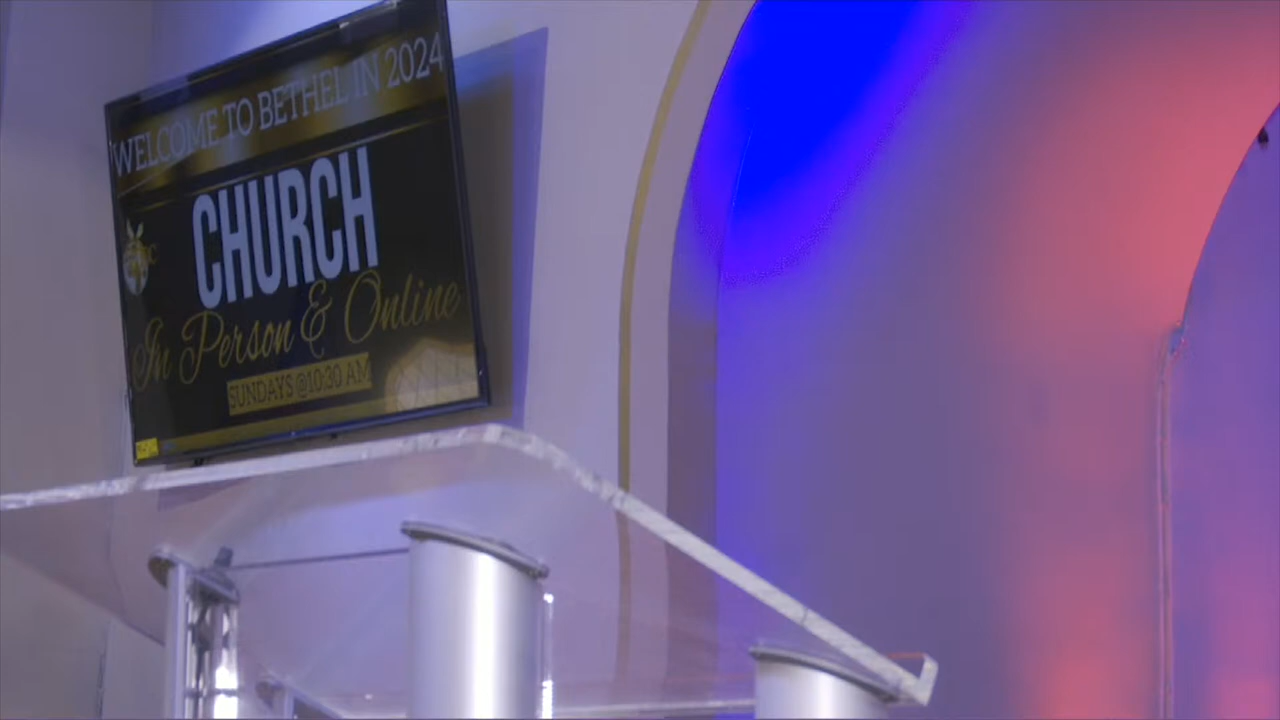 WELCOME TO BETHEL IN 2024
CHURCH
In Person & Online
SUNDAYS @10:30 AM